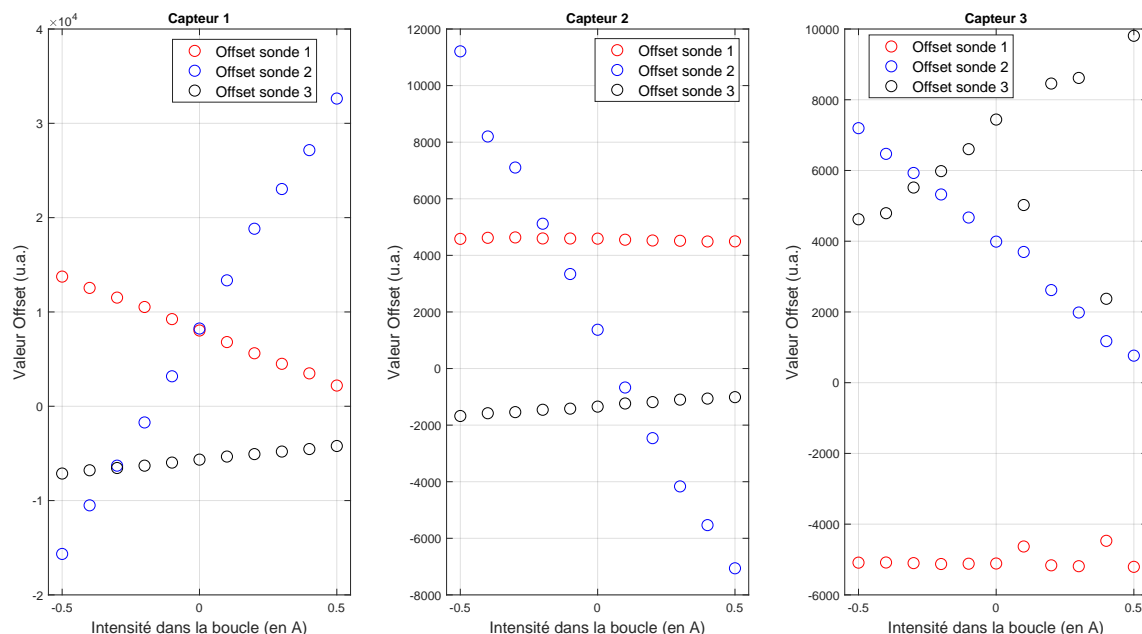 Capteur 1
×10⁴
Offset sonde 1
Offset sonde 2
Offset sonde 3
4
3
2
1
0
-1
-2
Valeur Offset (u.a.)
-0.5
0
0.5
Intensité dans la boucle (en A)
Capteur 2
Offset sonde 1
Offset sonde 2
Offset sonde 3
12000
10000
8000
6000
4000
2000
0
-2000
-4000
-6000
-8000
Valeur Offset (u.a.)
-0.5
0
0.5
Intensité dans la boucle (en A)
Capteur 3
Offset sonde 1
Offset sonde 2
Offset sonde 3
10000
8000
6000
4000
2000
0
-2000
-4000
-6000
Valeur Offset (u.a.)
-0.5
0
0.5
Intensité dans la boucle (en A)